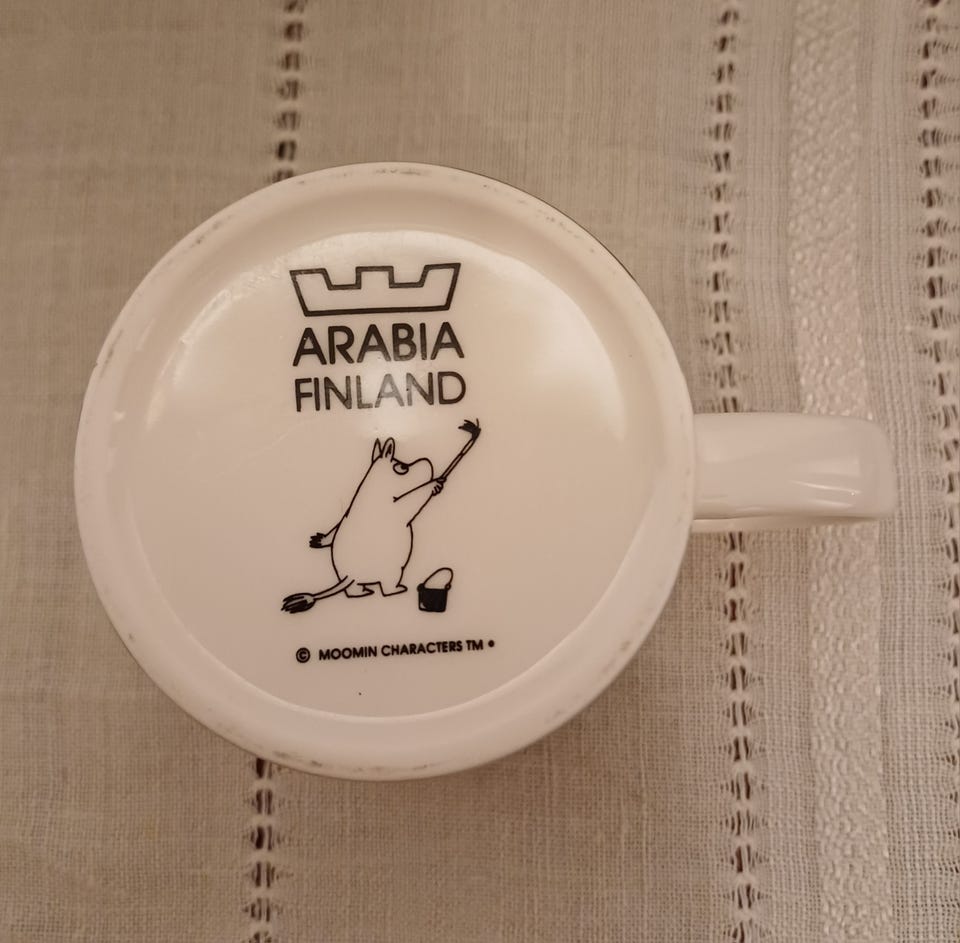 ARABIA
FINLAND
© MOOMIN CHARACTERS TM •